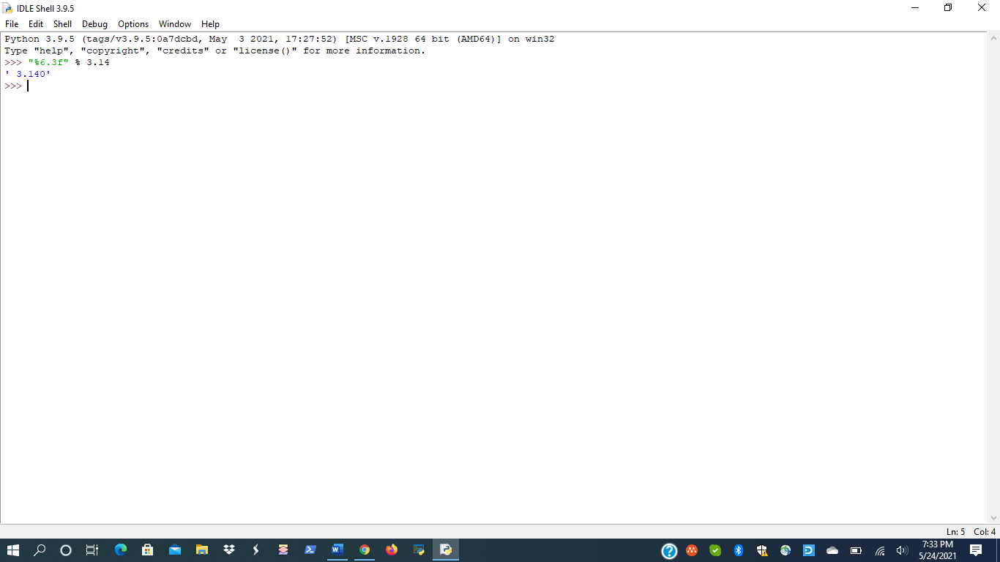 IDLE Shell 3.9.5
File Edit Shell Debug Options Window Help
Python 3.9.5 (tags/v3.9.5:0a7dcbd, May  3 2021, 17:27:52) [MSC v.1928 64 bit (AMD64)] on win32
Type "help", "copyright", "credits" or "license()" for more information.
>>> "%6.3f" % 3.14
' 3.140'
>>>
Ln: 5 Col: 4
7:33 PM
5/24/2021